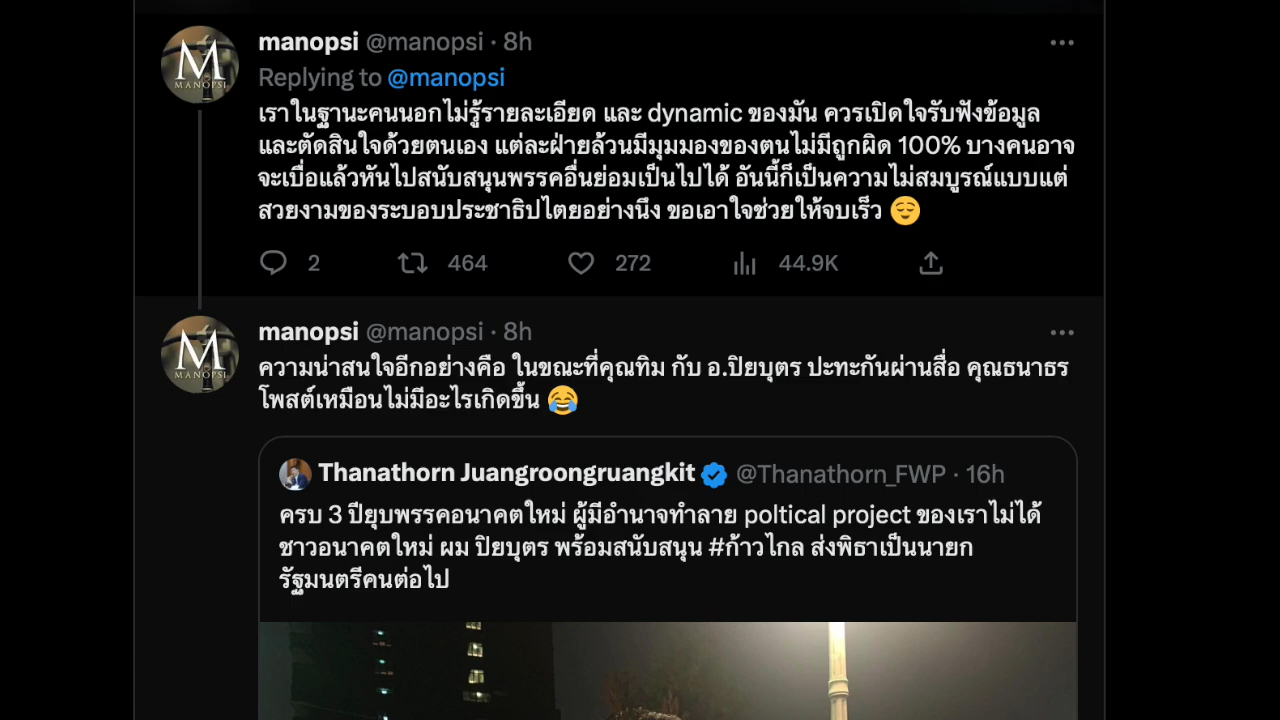 manopsi @manopsi · 8h
Replying to @manopsi
เราในฐานะคนนอกไม่รู้รายละเอียด และ dynamic ของมัน ควรเปิดใจรับฟังข้อมูล
และตัดสินใจด้วยตนเอง แต่ละฝ่ายล้วนมีมุมมองของตนไม่มีถูกผิด 100% บางคนอาจ
จะเบื่อแล้วหันไปสนับสนุนพรรคอื่นย่อมเป็นไปได้ อันนี้ก็เป็นความไม่สมบูรณ์แบบแต่
สวยงามของระบอบประชาธิปไตยอย่างนึง ขอเอาใจช่วยให้จบเร็ว 😌
2 464 272 44.9K
manopsi @manopsi · 8h
ความน่าสนใจอีกอย่างคือ ในขณะที่คุณทิม กับ อ.ปิยบุตร ปะทะกันผ่านสื่อ คุณธนาธร
โพสต์เหมือนไม่มีอะไรเกิดขึ้น 😂
Thanathorn Juangroongruangkit @Thanathorn_FWP · 16h
ครบ 3 ปียุบพรรคอนาคตใหม่ ผู้มีอำนาจทำลาย poltical project ของเราไม่ได้
ชาวอนาคตใหม่ ผม ปิยบุตร พร้อมสนับสนุน #ก้าวไกล ส่งพิธาเป็นนายก
รัฐมนตรีคนต่อไป
M
MANOPSI
M
MANOPSI